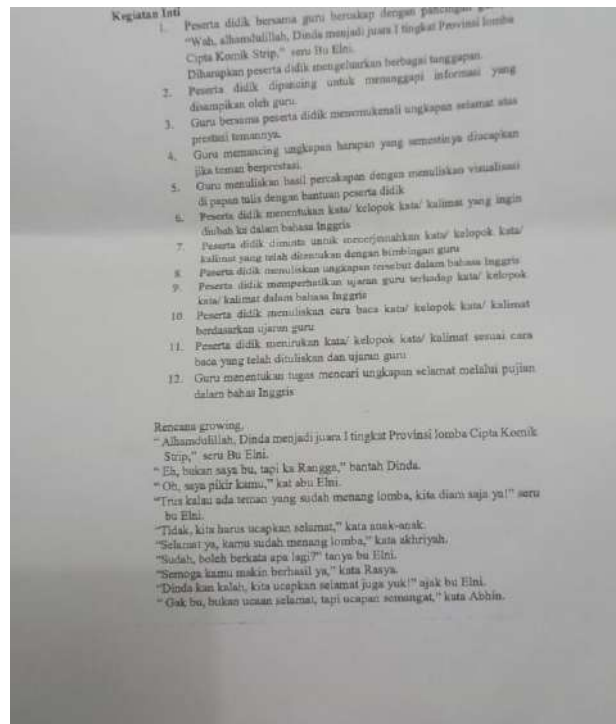 Kegiatan Inti
1. Peserta didik bersama guru bercakap dengan pancingan
"Wah, alhamdulillah, Dinda menjadi juara I tingkat Provinsi lomba
Cipta Komik Strip," seru Bu Elni.
Diharapkan peserta didik mengeluarkan berbagai tanggapan.
2. Peserta didik dipancing untuk menanggapi informasi yang
disampikan oleh guru.
3. Guru bersama peserta didik menemukenali ungkapan selamat atas
prestasi temannya.
4. Guru memancing ungkapan harapan yang semestinya diucapkan
jika teman berprestasi.
5. Guru menuliskan hasil percakapan dengan menuliskan visualisasi
di papan tulis dengan bantuan peserta didik
6. Peserta didik menentukan kata/ kelopok kata/ kalimat yang ingin
diubah ke dalam bahasa Inggris
7. Peserta didik diminta untuk menerjemahkan kata/ kelopok kata/
kalimat yang telah ditentukan dengan bimbingan guru
8. Peserta didik menuliskan ungkapan tersebut dalam bahasa Inggris
9. Peserta didik memperhatikan ujaran guru terhadap kata/ kelopok
kata/ kalimat dalam bahasa Inggris
10. Peserta didik menuliskan cara baca kata/ kelopok kata/ kalimat
berdasarkan ujaran guru
11. Peserta didik menirukan kata/ kelopok kata/ kalimat sesuai cara
baca yang telah dituliskan dan ujaran guru
12. Guru menentukan tugas mencari ungkapan selamat melalui pujian
dalam bahas Inggris
Rencana growing,
" Alhamdulillah, Dinda menjadi juara I tingkat Provinsi lomba Cipta Komik
Strip," seru Bu Elni.
" Eh, bukan saya bu, tapi ka Rangga," bantah Dinda.
" Oh, saya pikir kamu," kat abu Elni.
"Trus kalau ada teman yang sudah menang lomba, kita diam saja ya!" seru
bu Elni.
"Tidak, kita harus ucapkan selamat," kata anak-anak.
"Selamat ya, kamu sudah menang lomba," kata akhriyah.
"Sudah, boleh berkata apa lagi?" tanya bu Elni.
"Semoga kamu makin berhasil ya," kata Rasya.
"Dinda kan kalah, kita ucapkan selamat juga yuk!" ajak bu Elni.
" Gak bu, bukan ucaan selamat, tapi ucapan semangat," kata Abhin.